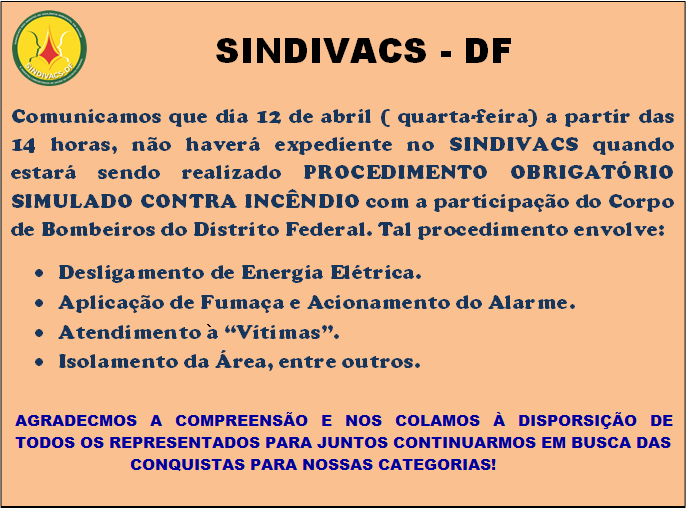 SINDIVACS - DF
SINDIVACS-DF
Comunicamos que dia 12 de abril ( quarta-feira) a partir das
14 horas, não haverá expediente no SINDIVACS quando
estará sendo realizado PROCEDIMENTO OBRIGATÓRIO
SIMULADO CONTRA INCÊNDIO com a participação do Corpo
de Bombeiros do Distrito Federal. Tal procedimento envolve:
• Desligamento de Energia Elétrica.
• Aplicação de Fumaça e Acionamento do Alarme.
• Atendimento à “Vítimas”.
• Isolamento da Área, entre outros.
AGRADECMOS A COMPREENSÃO E NOS COLAMOS À DISPORSIÇÃO DE
TODOS OS REPRESENTADOS PARA JUNTOS CONTINUARMOS EM BUSCA DAS
CONQUISTAS PARA NOSSAS CATEGORIAS!